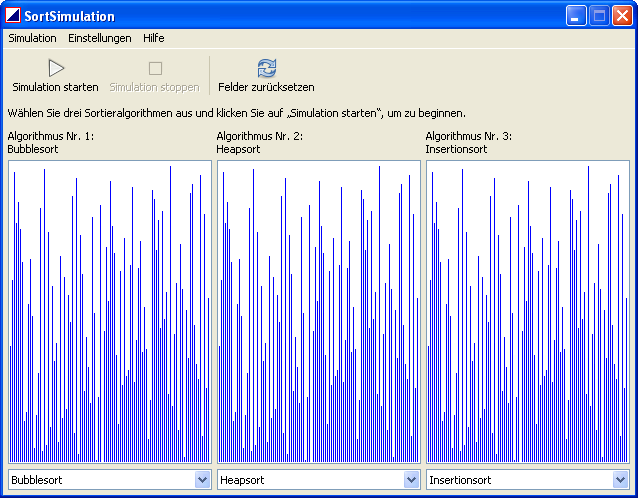 SortSimulation
Simulation Einstellungen Hilfe
Simulation starten Simulation stoppen Felder zurücksetzen
Wählen Sie drei Sortieralgorithmen aus und klicken Sie auf „Simulation starten“, um zu beginnen.
Algorithmus Nr. 1: Algorithmus Nr. 2: Algorithmus Nr. 3:
Bubblesort Heapsort Insertionsort
Bubblesort Heapsort Insertionsort